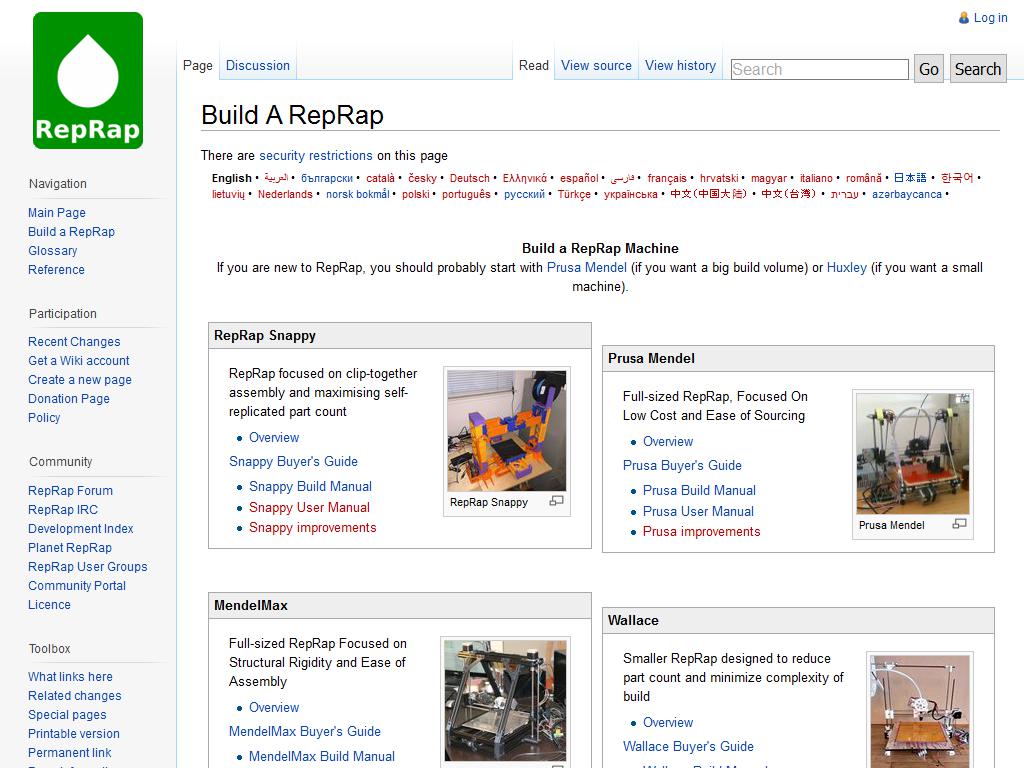 Log in
RepRap
Page
Discussion
Read
View source
View history
Search
Go
Search
Build A RepRap
There are security restrictions on this page
English • العربية • български • català • česky • Deutsch • Ελληνικά • español • فارسی • français • hrvatski • magyar • italiano • română • 日本語 • 한국어 •
lietuvių • Nederlands • norsk bokmål • polski • português • русский • Türkçe • українська • 中文(中国大陆) • 中文(台灣) • עברית • azərbaycanca •
Build a RepRap Machine
If you are new to RepRap, you should probably start with Prusa Mendel (if you want a big build volume) or Huxley (if you want a small
machine).
Navigation
Main Page
Build a RepRap
Glossary
Reference
Participation
Recent Changes
Get a Wiki account
Create a new page
Donation Page
Policy
Community
RepRap Forum
RepRap IRC
Development Index
Planet RepRap
RepRap User Groups
Community Portal
Licence
Toolbox
What links here
Related changes
Special pages
Printable version
Permanent link
RepRap Snappy
RepRap focused on clip-together
assembly and maximising self-
replicated part count
• Overview
Snappy Buyer's Guide
• Snappy Build Manual
• Snappy User Manual
• Snappy improvements
RepRap Snappy
Prusa Mendel
Full-sized RepRap, Focused On
Low Cost and Ease of Sourcing
• Overview
Prusa Buyer's Guide
• Prusa Build Manual
• Prusa User Manual
• Prusa improvements
Prusa Mendel
MendelMax
Full-sized RepRap Focused on
Structural Rigidity and Ease of
Assembly
• Overview
MendelMax Buyer's Guide
• MendelMax Build Manual
Wallace
Smaller RepRap designed to reduce
part count and minimize complexity of
build
• Overview
Wallace Buyer's Guide